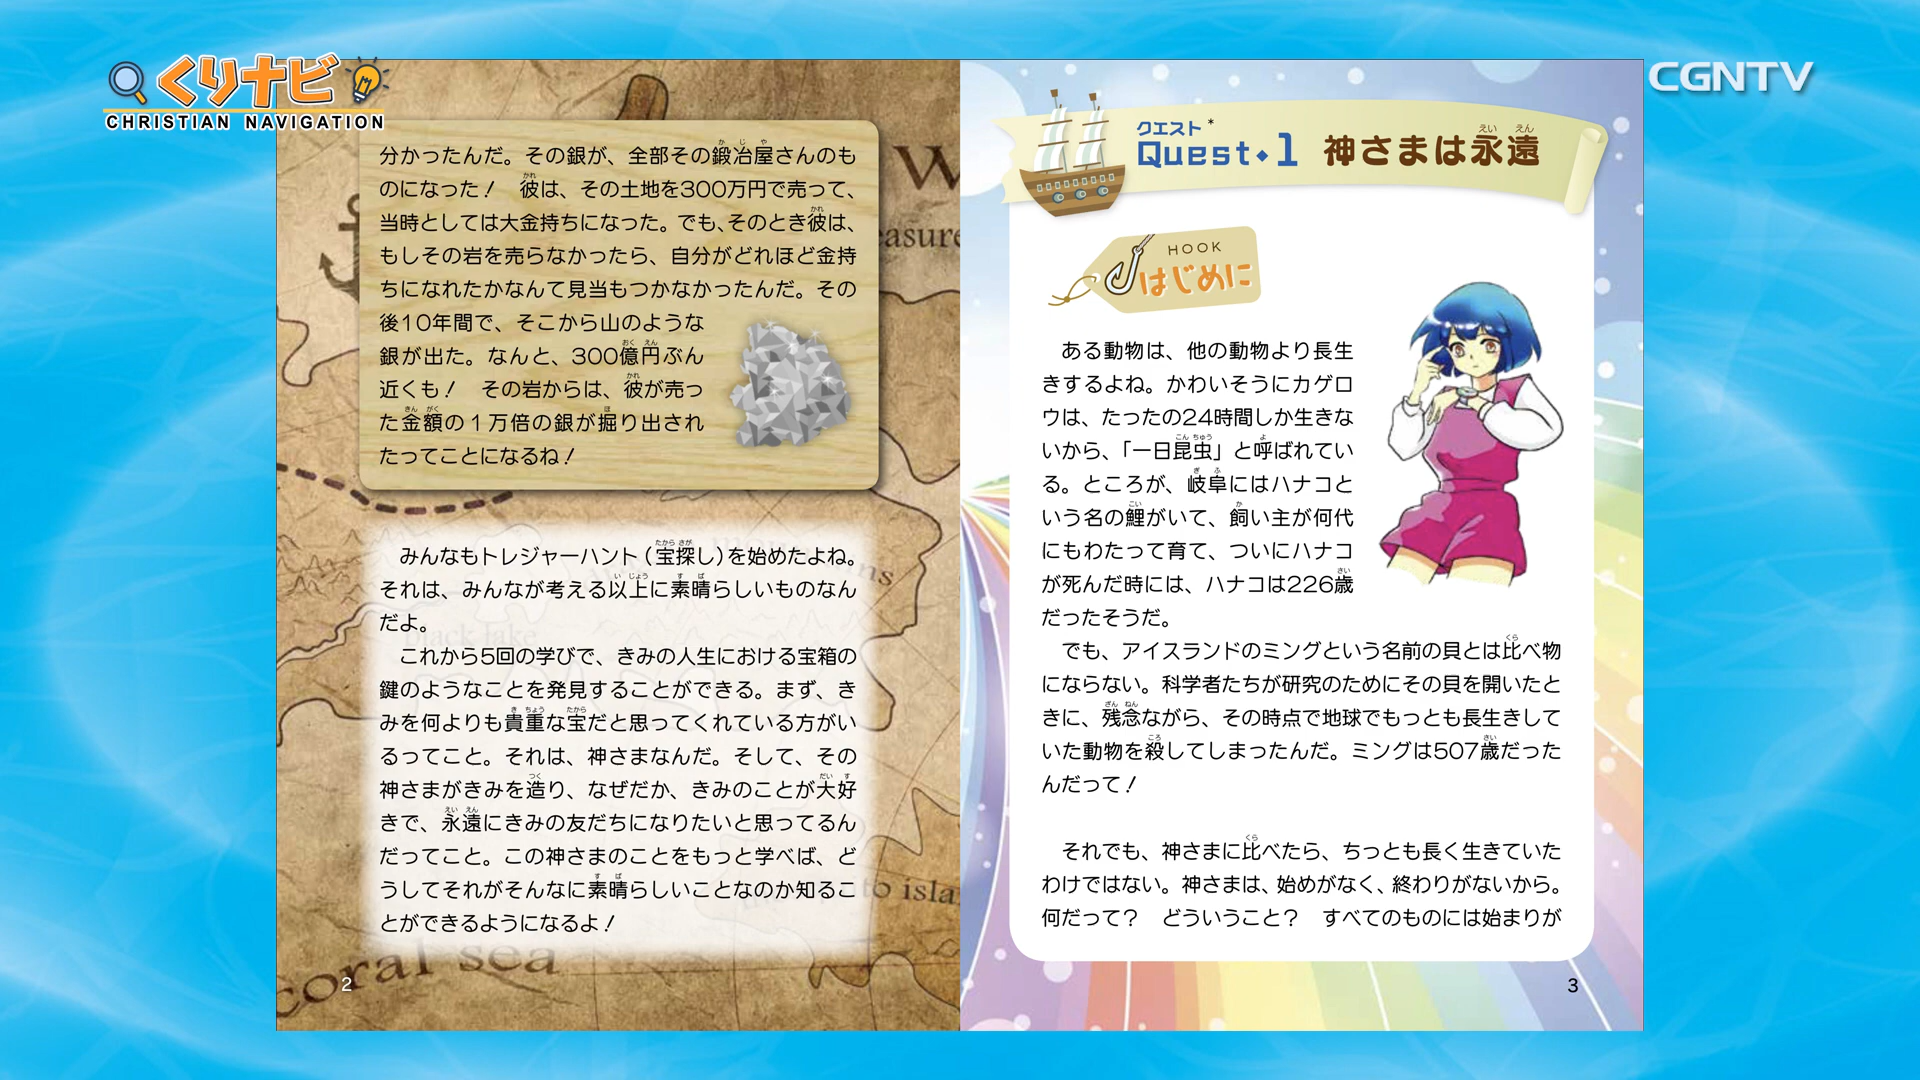 くりナビ
CHRISTIAN NAVIGATION
CGNTV
分かったんだ。その銀が、全部その鍛冶屋さんのも
のになった！　彼は、その土地を300万円で売って、
当時としては大金持ちになった。でも、そのとき彼は、
もしその岩を売らなかったら、自分がどれほど金持
ちになれたかなんて見当もつかなかったんだ。その
後10年間で、そこから山のような
銀が出た。なんと、300億円ぶん
近くも！　その岩からは、彼が売っ
た金額の１万倍の銀が掘り出され
たってことになるね！
みんなもトレジャーハント（宝探し）を始めたよね。
それは、みんなが考える以上に素晴らしいものなん
だよ。
これから5回の学びで、きみの人生における宝箱の
鍵のようなことを発見することができる。まず、き
みを何よりも貴重な宝だと思ってくれている方がい
るってこと。それは、神さまなんだ。そして、その
神さまがきみを造り、なぜだか、きみのことが大好
きで、永遠にきみの友だちになりたいと思ってるん
だってこと。この神さまのことをもっと学べば、ど
うしてそれがそんなに素晴らしいことなのか知るこ
とができるようになるよ！
coral sea
black lake
to isla
2
クエスト*
Quest・1 神さまは永遠
HOOK
はじめに
ある動物は、他の動物より長生
きするよね。かわいそうにカゲロ
ウは、たったの24時間しか生きな
いから、「一日昆虫」と呼ばれてい
る。ところが、岐阜にはハナコと
いう名の鯉がいて、飼い主が何代
にもわたって育て、ついにハナコ
が死んだ時には、ハナコは226歳
だったそうだ。
でも、アイスランドのミングという名前の貝とは比べ物
にならない。科学者たちが研究のためにその貝を開いたと
きに、残念ながら、その時点で地球でもっとも長生きして
いた動物を殺してしまったんだ。ミングは507歳だった
んだって！
それでも、神さまに比べたら、ちっとも長く生きていた
わけではない。神さまは、始めがなく、終わりがないから。
何だって？　どういうこと？　すべてのものには始まりが
3